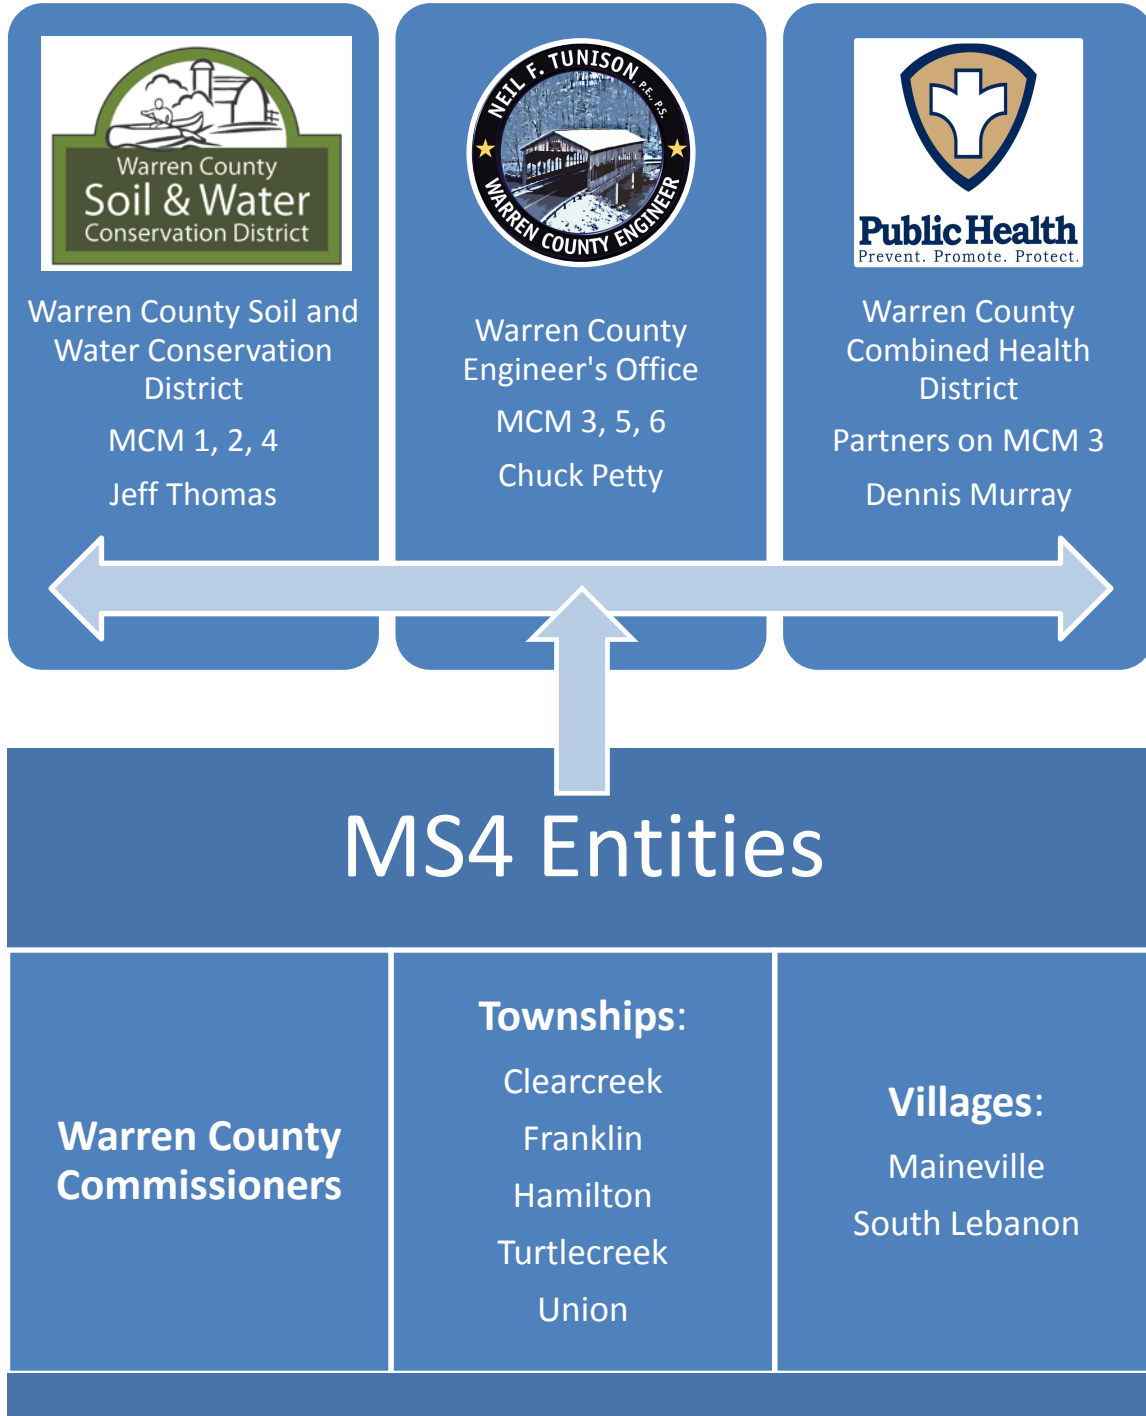 Warren County
Soil & Water
Conservation District
NEIL F. TUNISON, P.E., P.S.
WARREN COUNTY ENGINEER
Public Health
Prevent. Promote. Protect.
Warren County Soil and
Water Conservation
District
MCM 1, 2, 4
Jeff Thomas
Warren County
Engineer's Office
MCM 3, 5, 6
Chuck Petty
Warren County
Combined Health
District
Partners on MCM 3
Dennis Murray
MS4 Entities
Warren County
Commissioners
Townships:
Clearcreek
Franklin
Hamilton
Turtlecreek
Union
Villages:
Maineville
South Lebanon